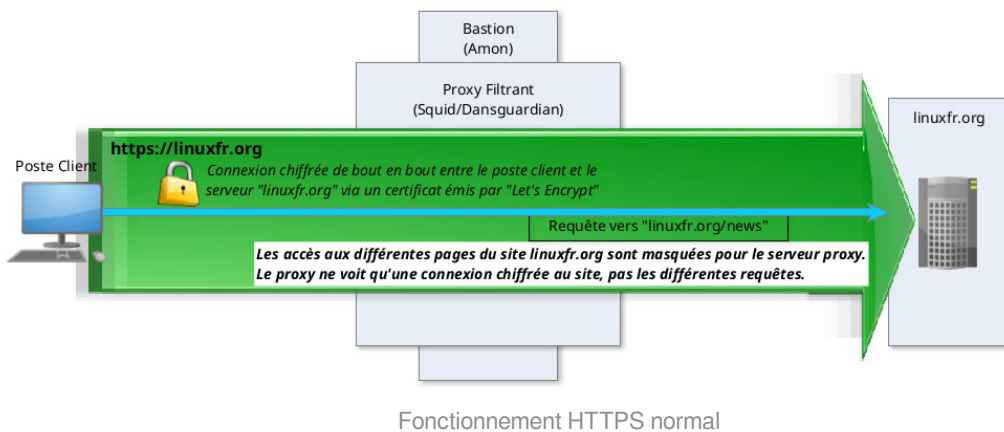 Bastion
(Amon)
Proxy Filtrant
(Squid/Dansguardian)
linuxfr.org
https://linuxfr.org
Poste Client
Connexion chiffrée de bout en bout entre le poste client et le
serveur "linuxfr.org" via un certificat émis par "Let's Encrypt"
Requête vers "linuxfr.org/news"
Les accès aux différentes pages du site linuxfr.org sont masquées pour le serveur proxy.
Le proxy ne voit qu'une connexion chiffrée au site, pas les différentes requêtes.
Fonctionnement HTTPS normal